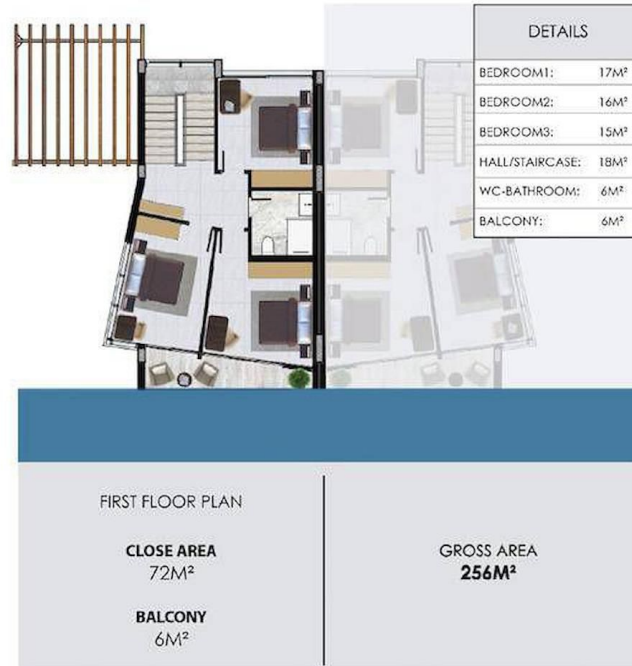 DETAILS
BEDROOM1: 17M²
BEDROOM2: 16M²
BEDROOM3: 15M²
HALL/STAIRCASE: 18M²
WC-BATHROOM: 6M²
BALCONY: 6M²
FIRST FLOOR PLAN
CLOSE AREA
72M²
BALCONY
6M²
GROSS AREA
256M²